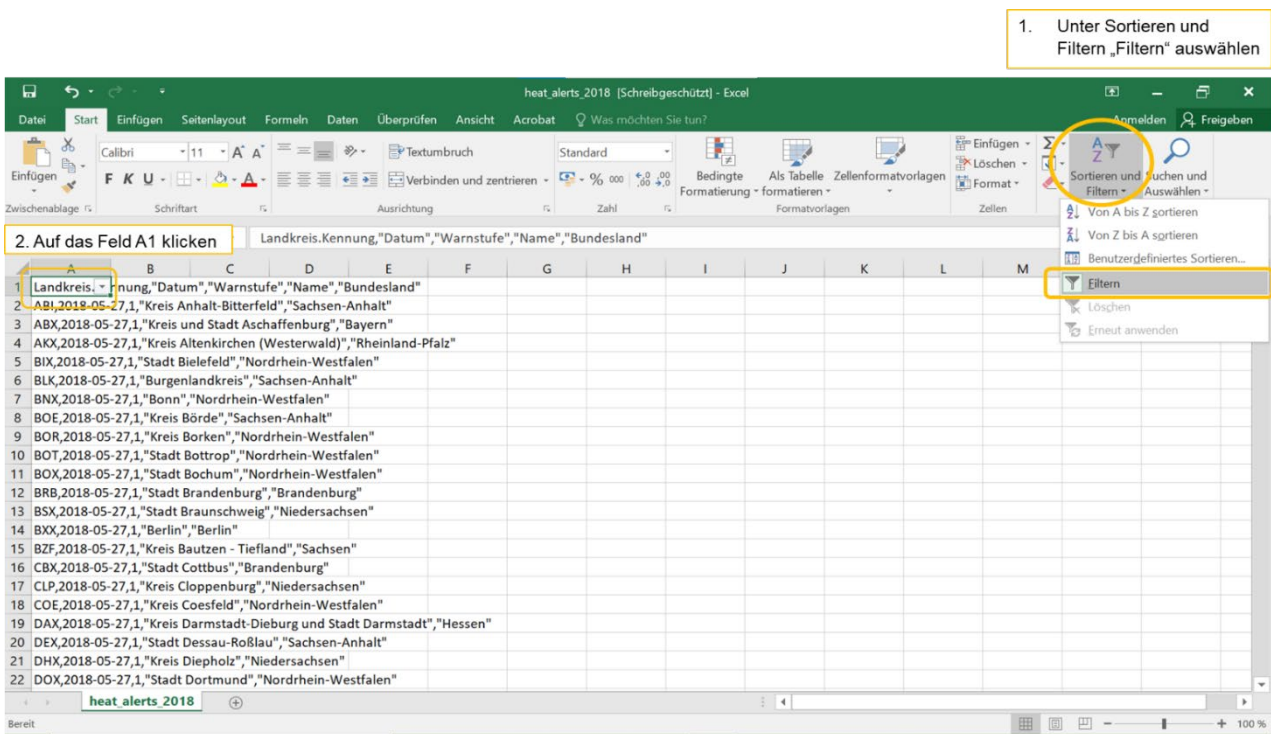 1. Unter Sortieren und
Filtern „Filtern“ auswählen
heat_alerts_2018 [Schreibgeschützt] - Excel
Datei Start Einfügen Seitenlayout Formeln Daten Überprüfen Ansicht Acrobat Was möchten Sie tun? Anmelden Freigeben
Einfügen
Calibri 11 A A
F K U A
Textumbruch
Verbinden und zentrieren
Standard
% 000
Bedingte
Formatierung
Als Tabelle
formatieren
Zellenformatvorlagen
Einfügen
Löschen
Format
Sortieren und
Filtern
Suchen und
Auswählen
Zwischenablage Schriftart Ausrichtung Zahl Formatvorlagen Zellen
Von A bis Z sortieren
Von Z bis A sortieren
Benutzerdefiniertes Sortieren...
Filtern
Löschen
Erneut anwenden
2. Auf das Feld A1 klicken
Landkreis.Kennung,"Datum","Warnstufe","Name","Bundesland"
A B C D E F G H I J K L M
1 Landkreis. nnung,"Datum","Warnstufe","Name","Bundesland"
2 ABI,2018-05-27,1,"Kreis Anhalt-Bitterfeld","Sachsen-Anhalt"
3 ABX,2018-05-27,1,"Kreis und Stadt Aschaffenburg","Bayern"
4 AKX,2018-05-27,1,"Kreis Altenkirchen (Westerwald)","Rheinland-Pfalz"
5 BIX,2018-05-27,1,"Stadt Bielefeld","Nordrhein-Westfalen"
6 BLK,2018-05-27,1,"Burgenlandkreis","Sachsen-Anhalt"
7 BNX,2018-05-27,1,"Bonn","Nordrhein-Westfalen"
8 BOE,2018-05-27,1,"Kreis Börde","Sachsen-Anhalt"
9 BOR,2018-05-27,1,"Kreis Borken","Nordrhein-Westfalen"
10 BOT,2018-05-27,1,"Stadt Bottrop","Nordrhein-Westfalen"
11 BOX,2018-05-27,1,"Stadt Bochum","Nordrhein-Westfalen"
12 BRB,2018-05-27,1,"Stadt Brandenburg","Brandenburg"
13 BSX,2018-05-27,1,"Stadt Braunschweig","Niedersachsen"
14 BXX,2018-05-27,1,"Berlin","Berlin"
15 BZF,2018-05-27,1,"Kreis Bautzen - Tiefland","Sachsen"
16 CBX,2018-05-27,1,"Stadt Cottbus","Brandenburg"
17 CLP,2018-05-27,1,"Kreis Cloppenburg","Niedersachsen"
18 COE,2018-05-27,1,"Kreis Coesfeld","Nordrhein-Westfalen"
19 DAX,2018-05-27,1,"Kreis Darmstadt-Dieburg und Stadt Darmstadt","Hessen"
20 DEX,2018-05-27,1,"Stadt Dessau-Roßlau","Sachsen-Anhalt"
21 DHX,2018-05-27,1,"Kreis Diepholz","Niedersachsen"
22 DOX,2018-05-27,1,"Stadt Dortmund","Nordrhein-Westfalen"
heat_alerts_2018
Bereit 100 %